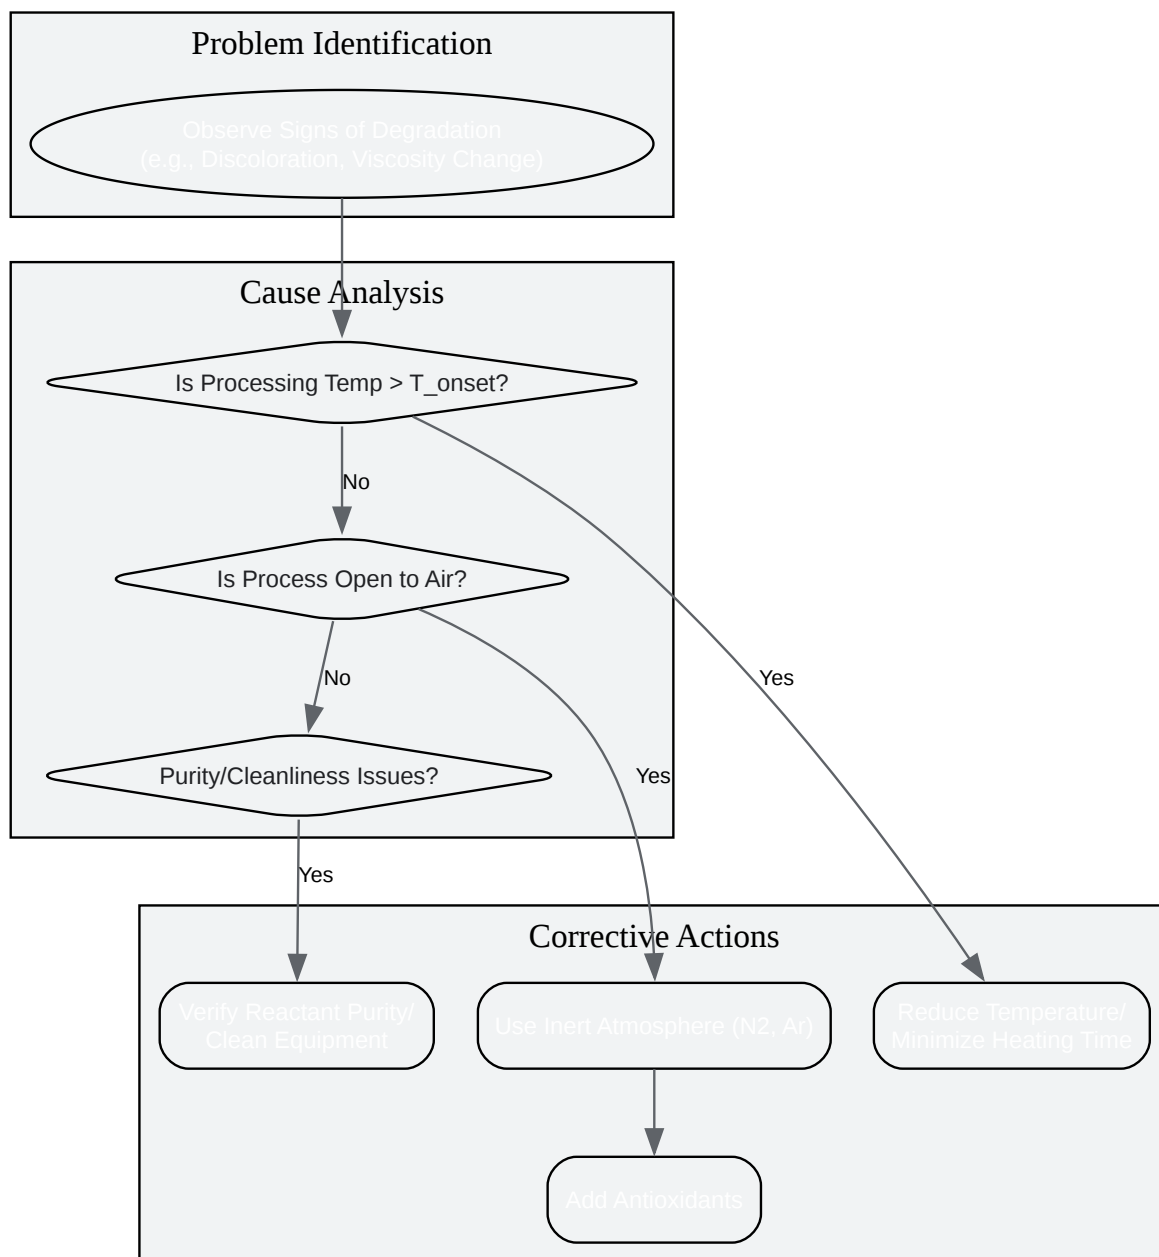 Problem Identification
Observe Signs of Degradation
(e.g., Discoloration, Viscosity Change)
Cause Analysis
Is Processing Temp > T_onset?
No
Is Process Open to Air?
No
Yes
Purity/Cleanliness Issues?
Yes
Yes
Corrective Actions
Verify Reactant Purity/
Clean Equipment
Use Inert Atmosphere (N2, Ar)
Reduce Temperature/
Minimize Heating Time
Add Antioxidants